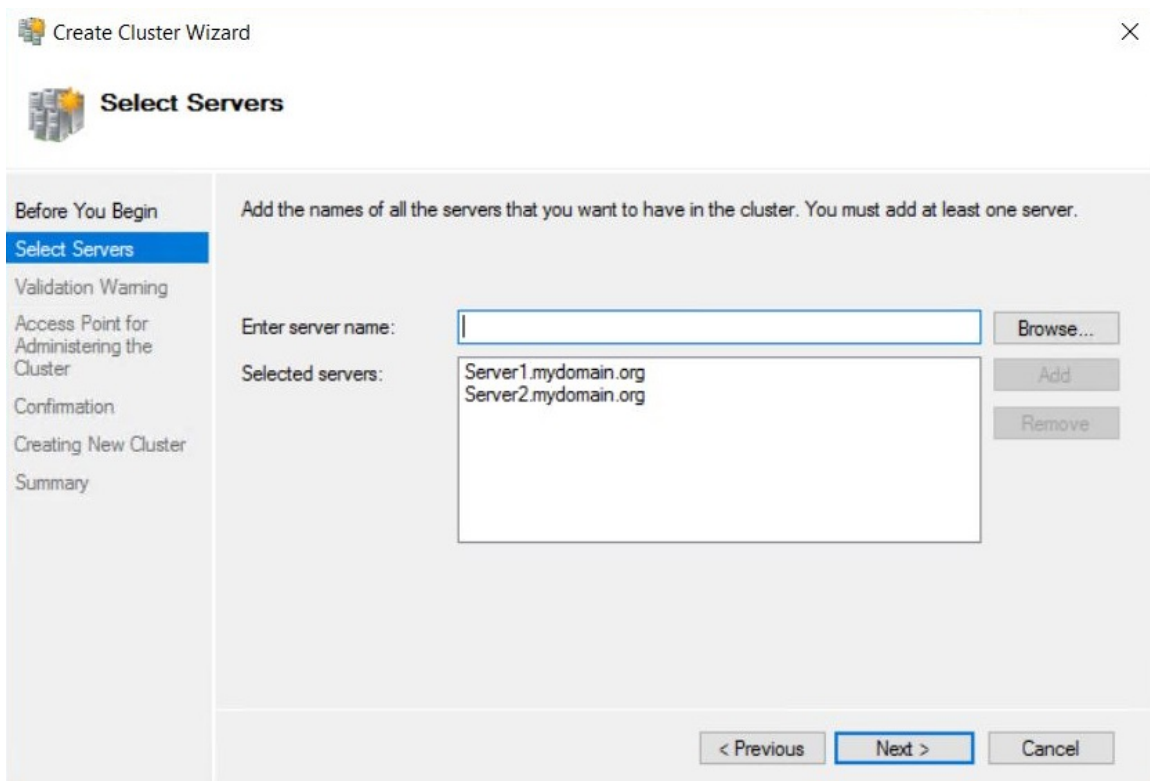 Create Cluster Wizard
Select Servers
Before You Begin
Select Servers
Validation Warning
Access Point for
Administering the
Cluster
Confirmation
Creating New Cluster
Summary
Add the names of all the servers that you want to have in the cluster. You must add at least one server.
Enter server name:
Browse...
Selected servers:
Server1.mydomain.org
Server2.mydomain.org
Add
Remove
< Previous
Next >
Cancel